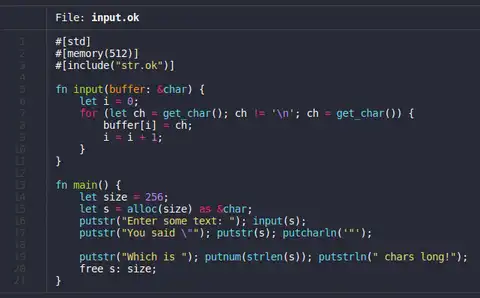 File: input.ok
1 #[std]
2 #[memory(512)]
3 #[include("str.ok")]
4
5 fn input(buffer: &char) {
6 let i = 0;
7 for (let ch = get_char(); ch != '\n'; ch = get_char()) {
8 buffer[i] = ch;
9 i = i + 1;
10 }
11 }
12
13 fn main() {
14 let size = 256;
15 let s = alloc(size) as &char;
16 putstr("Enter some text: "); input(s);
17 putstr("You said \""); putstr(s); putcharln('"');
18
19 putstr("Which is "); putnum(strlen(s)); putstrln(" chars long!");
20 free s: size;
21 }